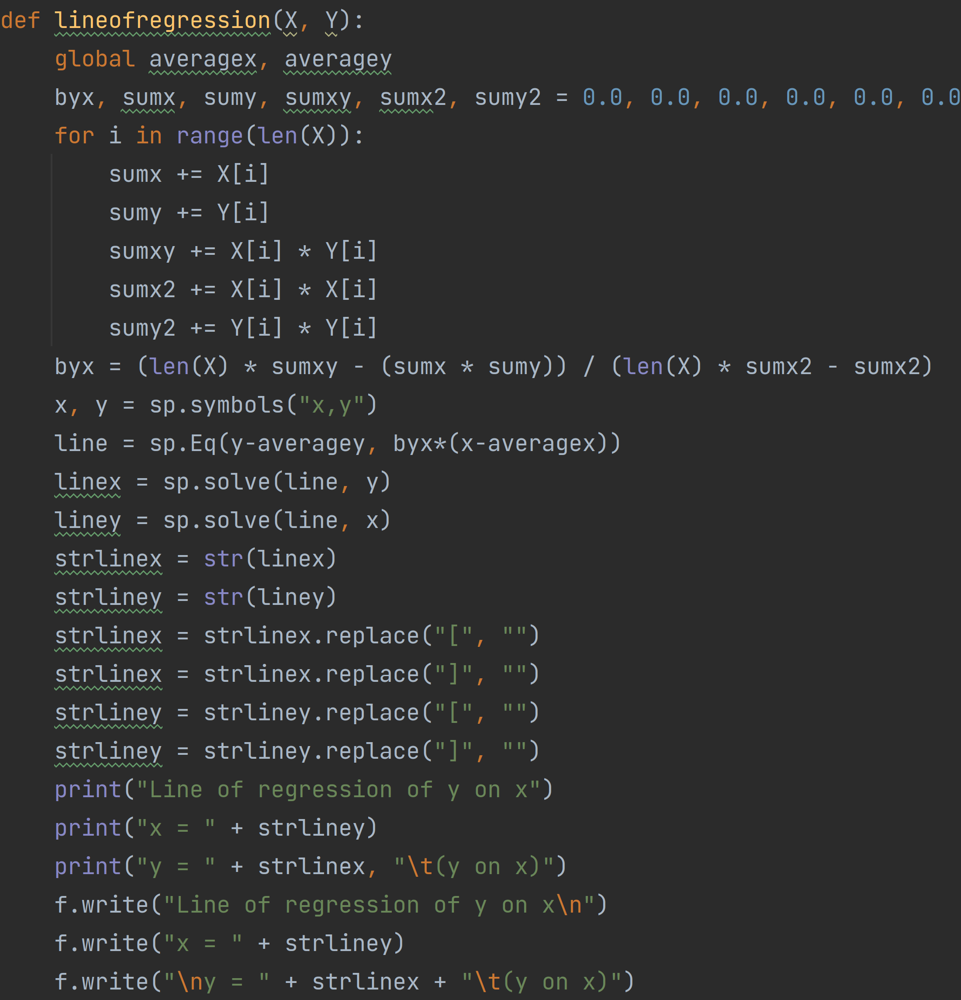 def lineofregression(X, Y):
    global averagex, averagey
    byx, sumx, sumy, sumxy, sumx2, sumy2 = 0.0, 0.0, 0.0, 0.0, 0.0, 0.0
    for i in range(len(X)):
        sumx += X[i]
        sumy += Y[i]
        sumxy += X[i] * Y[i]
        sumx2 += X[i] * X[i]
        sumy2 += Y[i] * Y[i]
    byx = (len(X) * sumxy - (sumx * sumy)) / (len(X) * sumx2 - sumx2)
    x, y = sp.symbols("x,y")
    line = sp.Eq(y-averagey, byx*(x-averagex))
    linex = sp.solve(line, y)
    liney = sp.solve(line, x)
    strlinex = str(linex)
    strliney = str(liney)
    strlinex = strlinex.replace("[", "")
    strlinex = strlinex.replace("]", "")
    strliney = strliney.replace("[", "")
    strliney = strliney.replace("]", "")
    print("Line of regression of y on x")
    print("x = " + strliney)
    print("y = " + strlinex, "\t(y on x)")
    f.write("Line of regression of y on x\n")
    f.write("x = " + strliney)
    f.write("\ny = " + strlinex + "\t(y on x)")